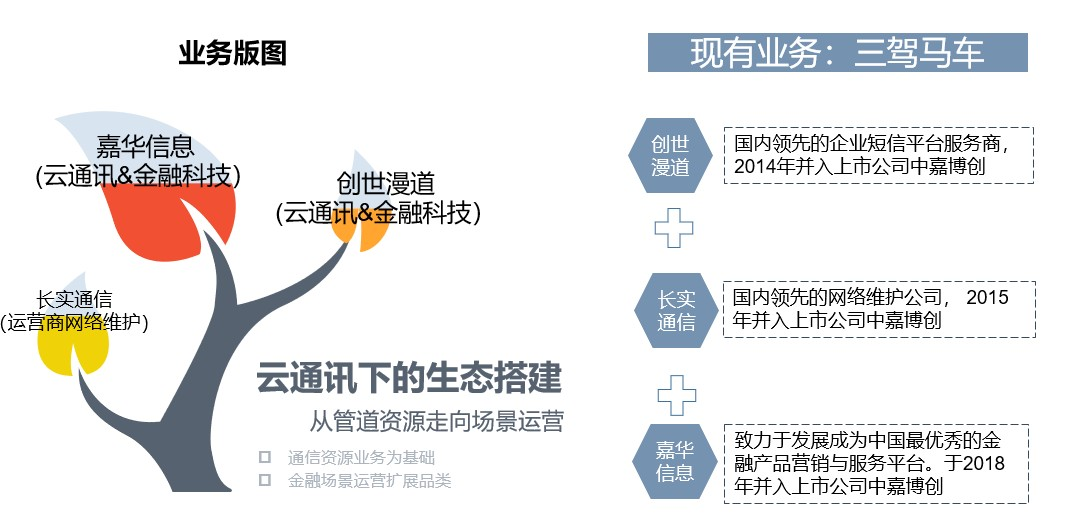 业务版图
嘉华信息
(云通讯&金融科技)
创世漫道
(云通讯&金融科技)
长实通信
(运营商网络维护)
云通讯下的生态搭建
从管道资源走向场景运营
通信资源业务为基础
金融场景运营扩展品类
现有业务：三驾马车
创世
漫道
国内领先的企业短信平台服务商，
2014年并入上市公司中嘉博创
长实
通信
国内领先的网络维护公司， 2015
年并入上市公司中嘉博创
嘉华
信息
致力于发展成为中国最优秀的金
融产品营销与服务平台。于2018
年并入上市公司中嘉博创